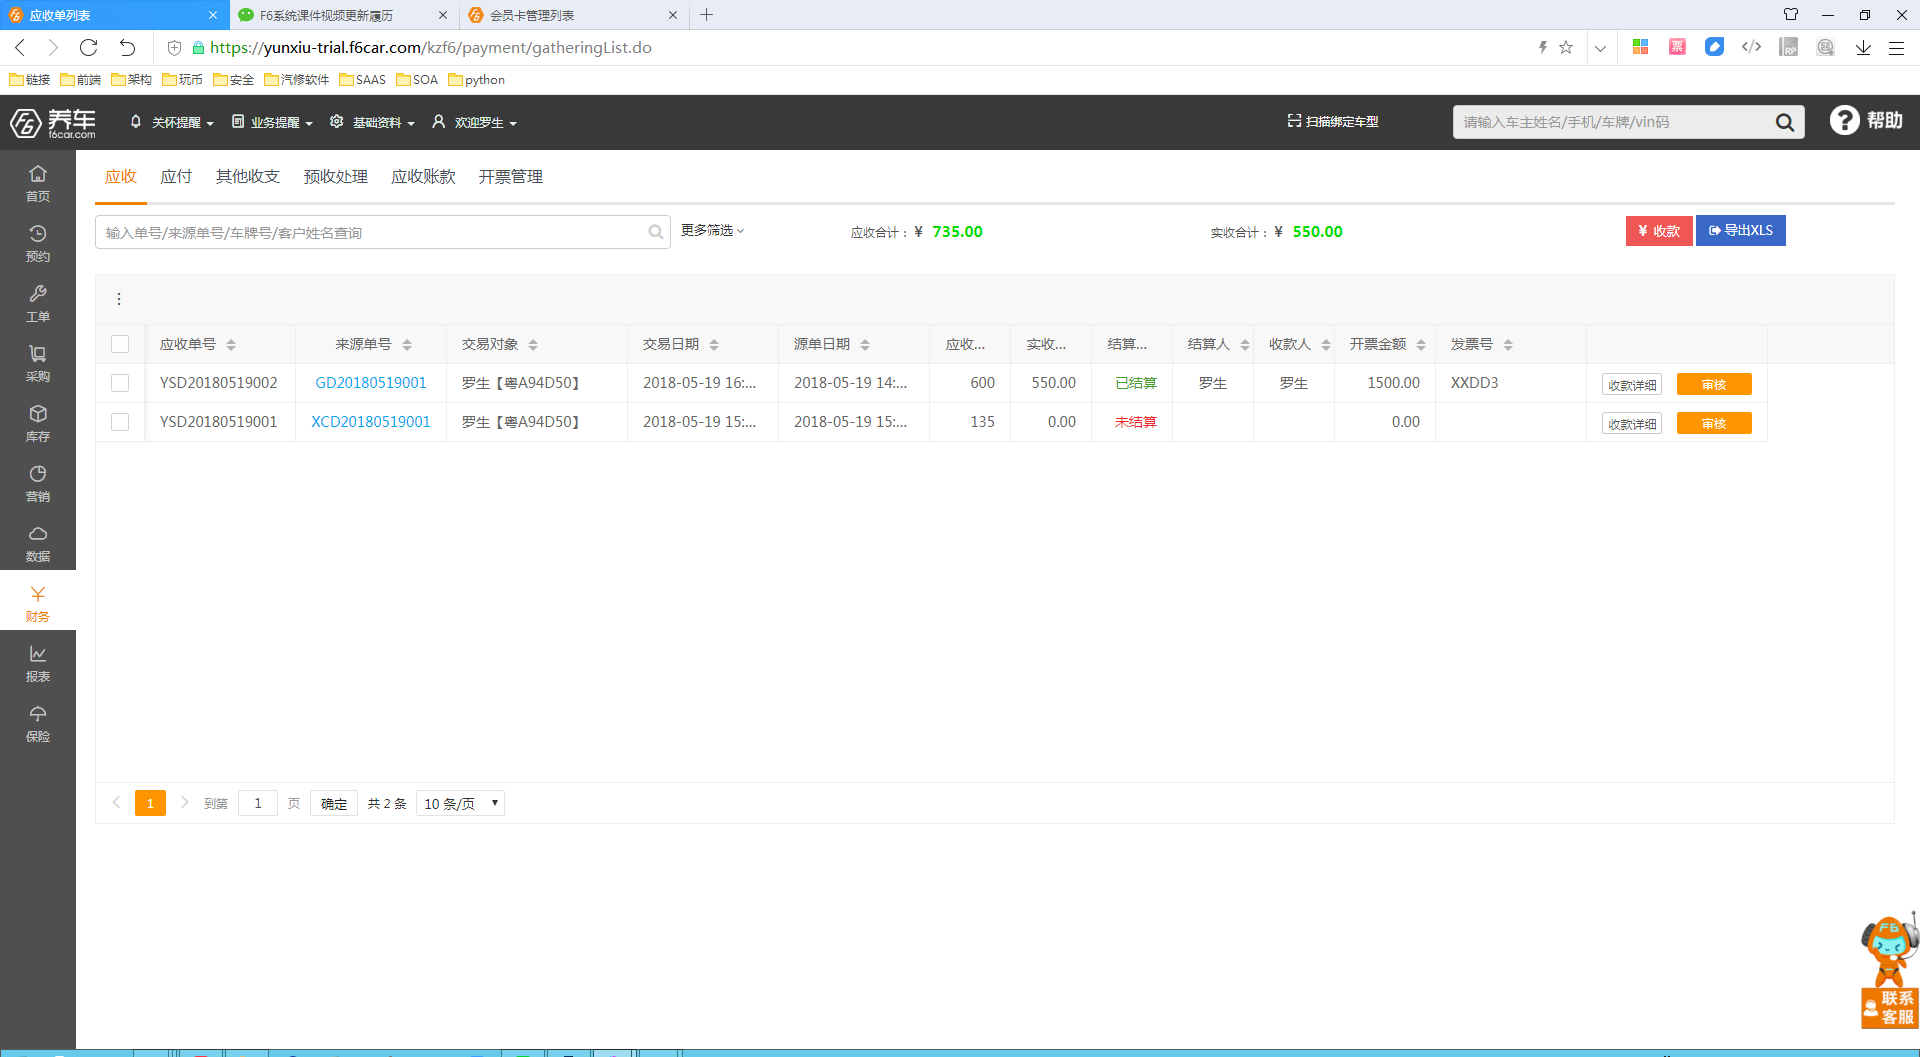 应收单列表
F6系统课件视频更新履历
会员卡管理列表
https://yunxiu-trial.f6car.com/kzf6/payment/gatheringList.do
链接 前端 架构 玩币 安全 汽修软件 SAAS SOA python
养车
f6car.com
关怀提醒 业务提醒 基础资料 欢迎罗生
扫描绑定车型
请输入车主姓名/手机/车牌/vin码
帮助
首页
预约
工单
采购
库存
营销
数据
财务
报表
保险
应收 应付 其他收支 预收处理 应收账款 开票管理
输入单号/来源单号/车牌号/客户姓名查询
更多筛选
应收合计：¥ 735.00
实收合计：¥ 550.00
¥ 收款
导出XLS
应收单号 来源单号 交易对象 交易日期 源单日期 应收... 实收... 结算... 结算人 收款人 开票金额 发票号
YSD20180519002 GD20180519001 罗生【粤A94D50】 2018-05-19 16:... 2018-05-19 14:... 600 550.00 已结算 罗生 罗生 1500.00 XXDD3 收款详细 审核
YSD20180519001 XCD20180519001 罗生【粤A94D50】 2018-05-19 15:... 2018-05-19 15:... 135 0.00 未结算 0.00 收款详细 审核
1 到第 1 页 确定 共 2 条 10 条/页
F6
联系
客服